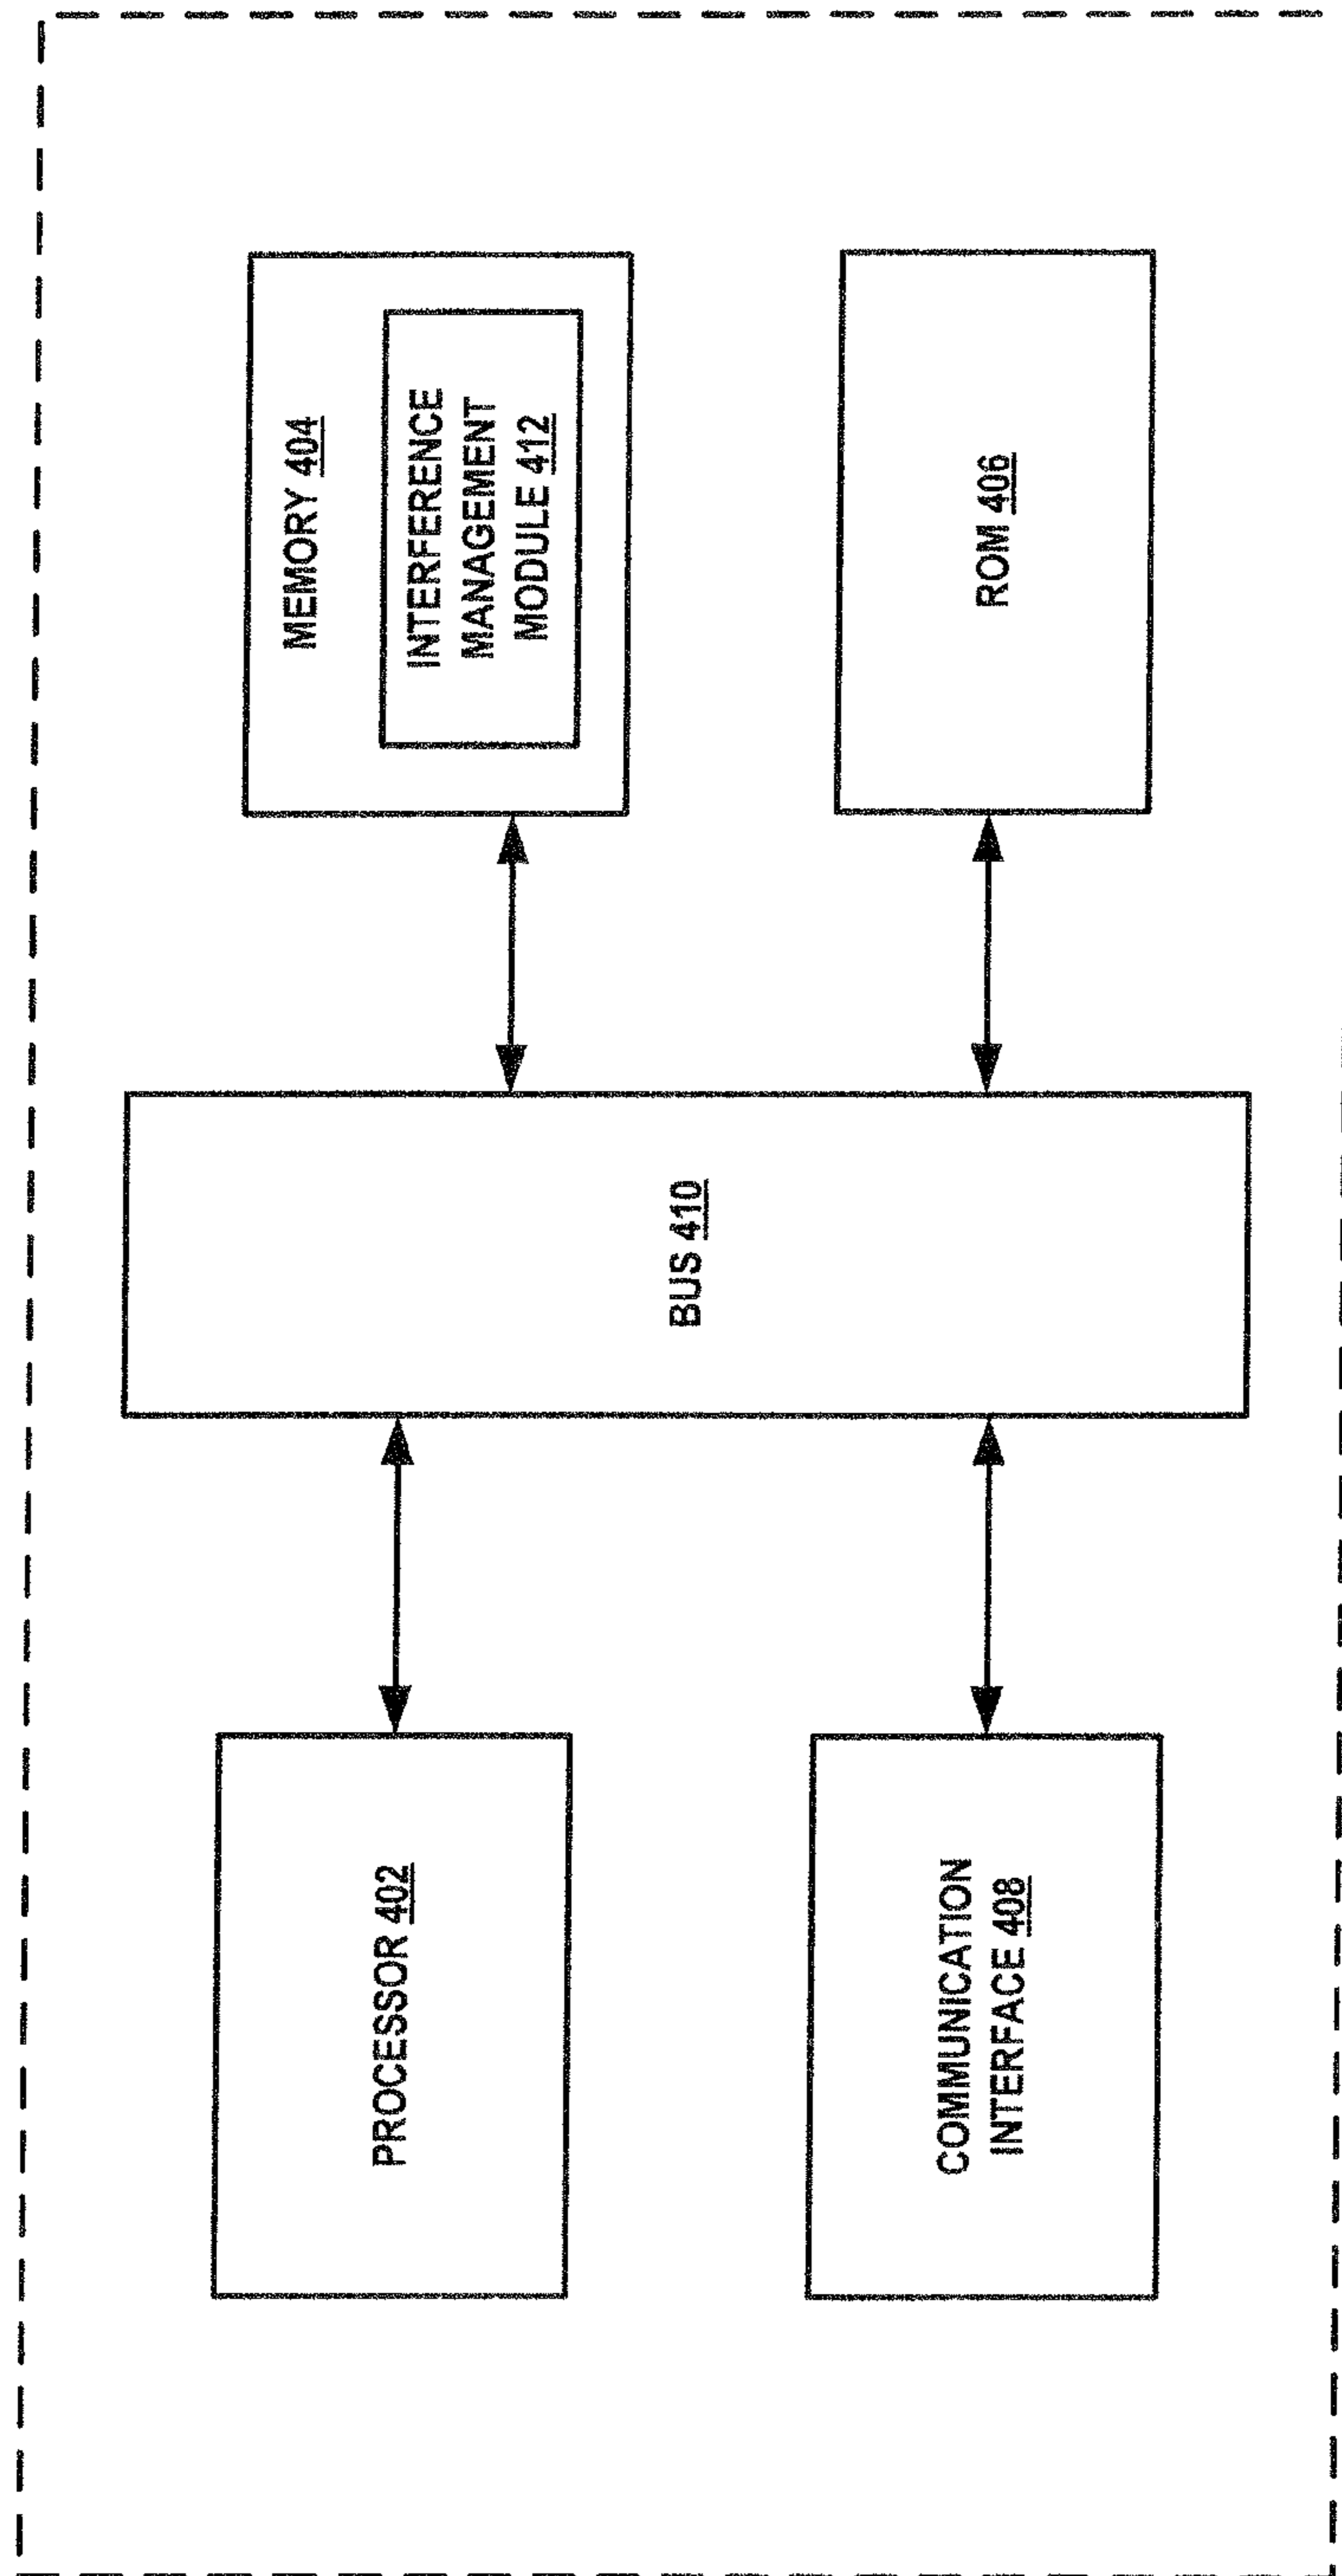 PROCESSOR 402
MEMORY 404
INTERFERENCE
MANAGEMENT
MODULE 412
BUS 410
COMMUNICATION
INTERFACE 408
ROM 406